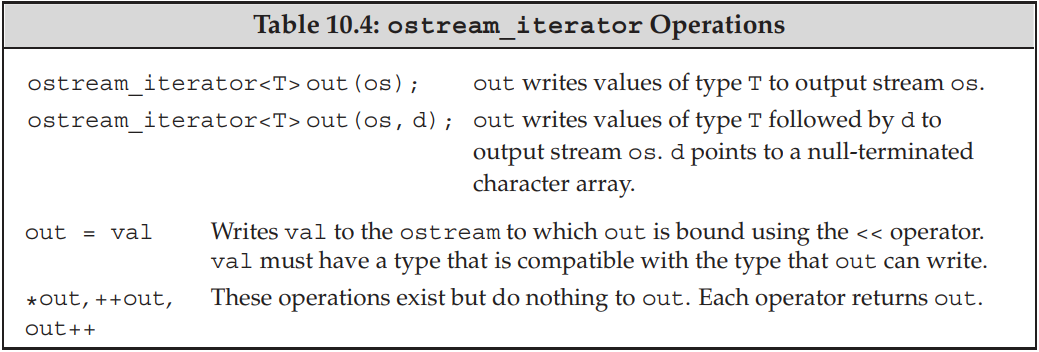 Table 10.4: ostream_iterator Operations
ostream_iterator<T> out(os); out writes values of type T to output stream os.
ostream_iterator<T> out(os, d); out writes values of type T followed by d to
output stream os. d points to a null-terminated
character array.
out = val Writes val to the ostream to which out is bound using the << operator.
val must have a type that is compatible with the type that out can write.
*out, ++out, These operations exist but do nothing to out. Each operator returns out.
out++